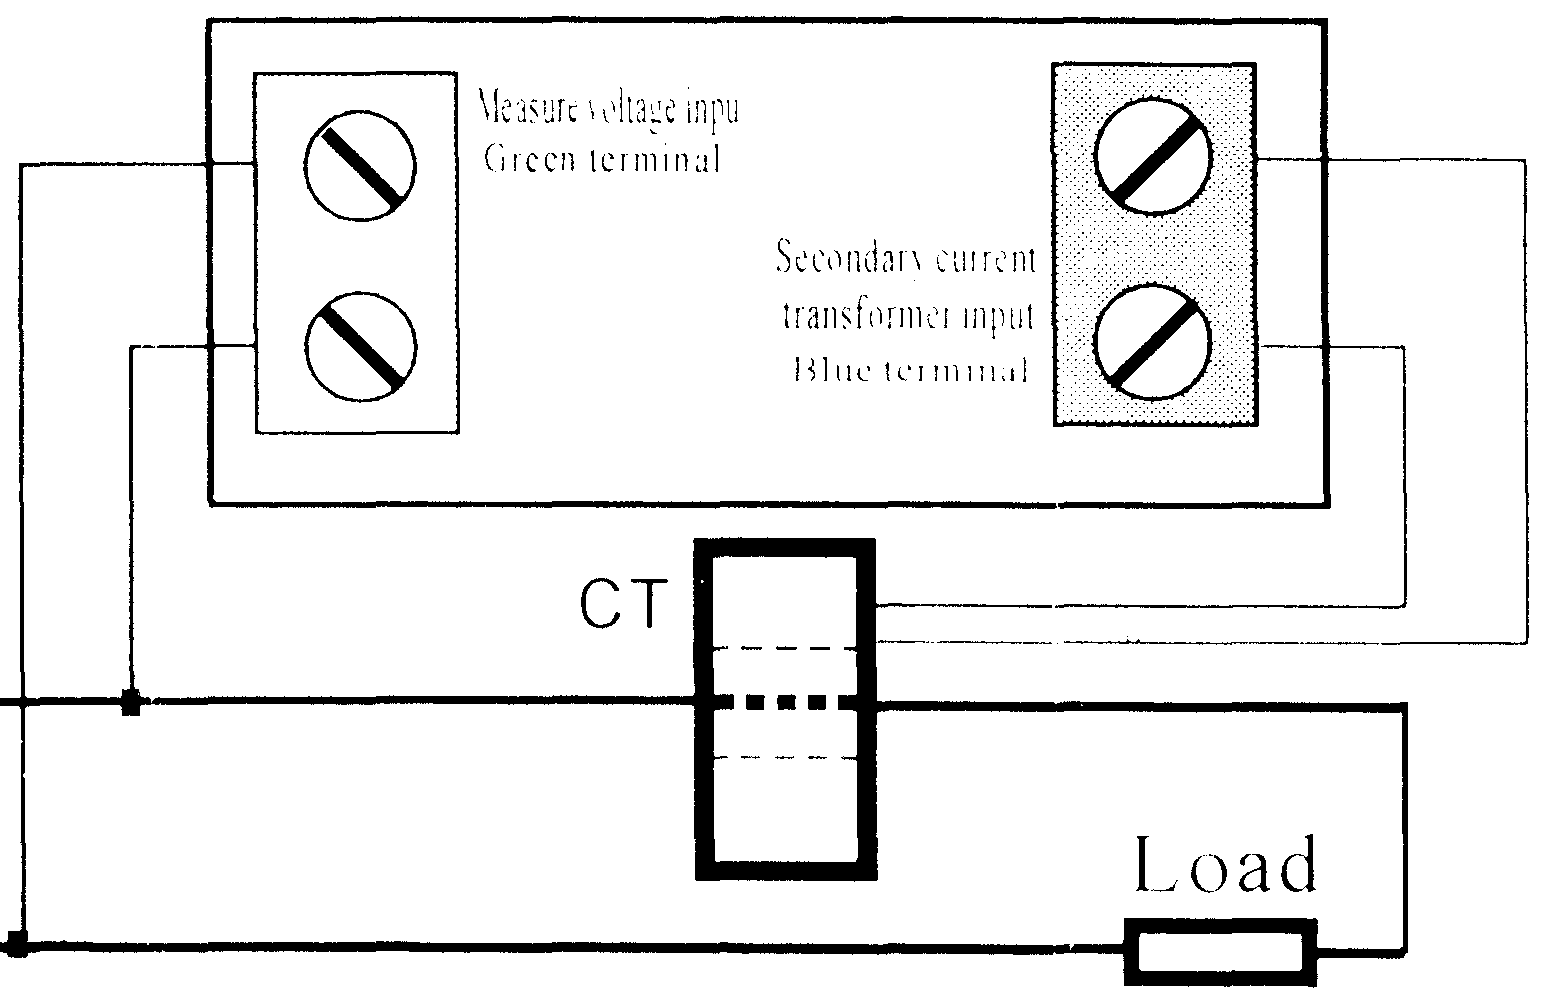 Measure voltage inpu
Green terminal
Secondary current
transformer input
Blue terminal
CT
Load